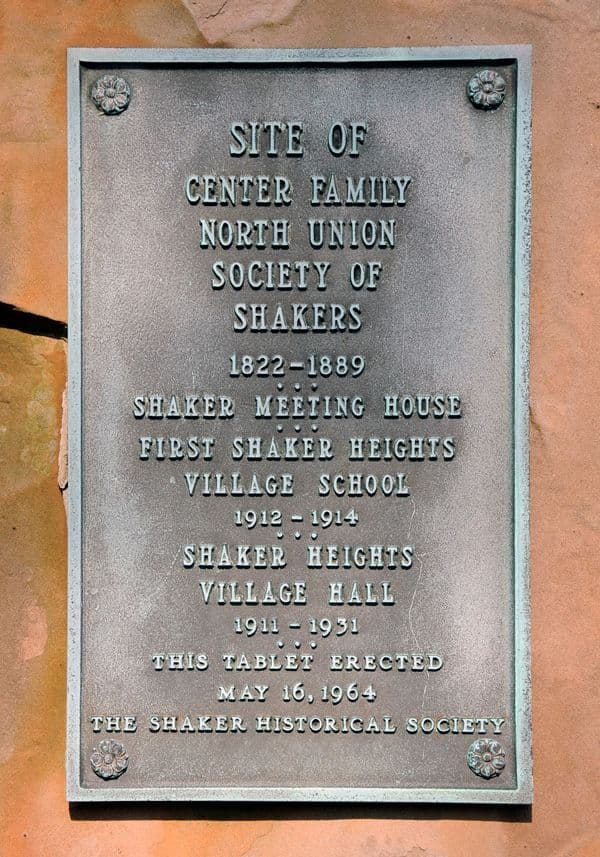 SITE OF
CENTER FAMILY
NORTH UNION
SOCIETY OF
SHAKERS
1822-1889
• • •
SHAKER MEETING HOUSE
• • •
FIRST SHAKER HEIGHTS
VILLAGE SCHOOL
1912 - 1914
• • •
SHAKER HEIGHTS
VILLAGE HALL
1911 - 1931
• • •
THIS TABLET ERECTED
MAY 16, 1964
THE SHAKER HISTORICAL SOCIETY